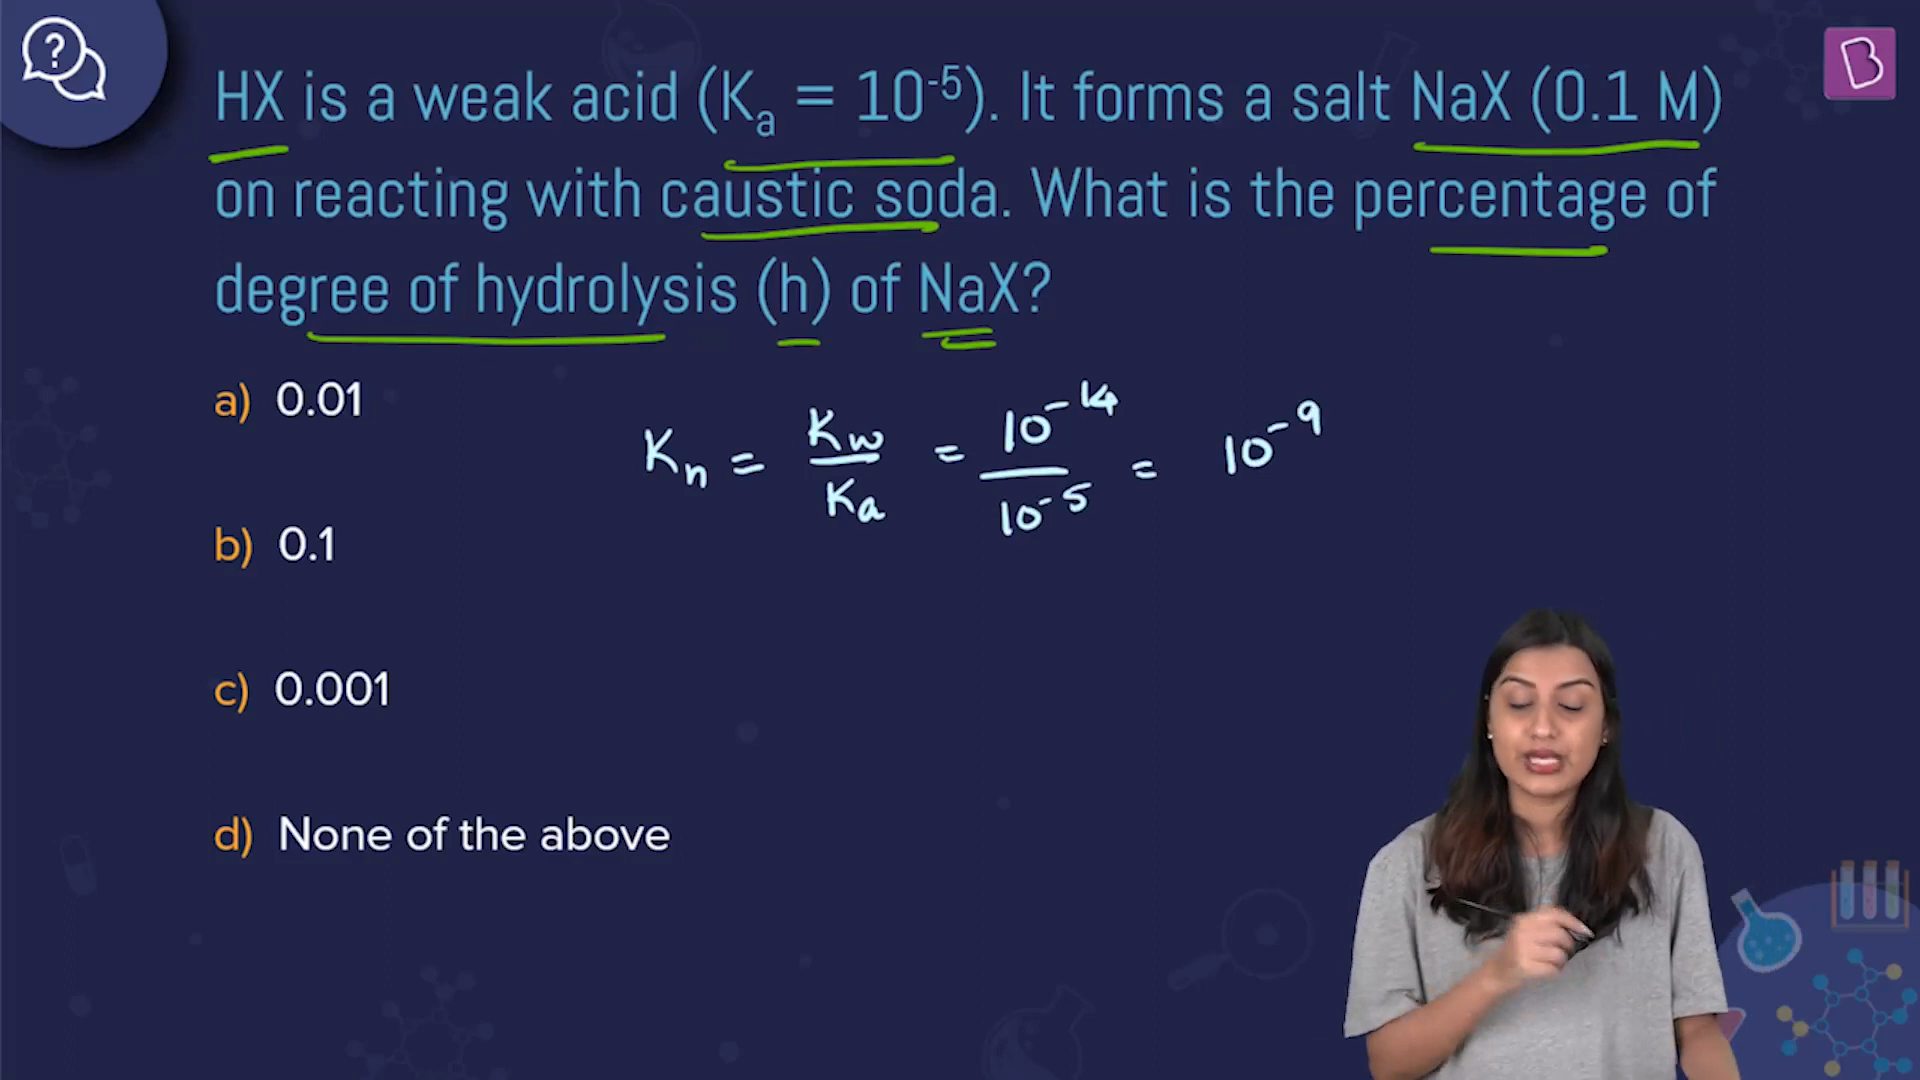 ?
B
HX is a weak acid (Kₐ = 10⁻⁵). It forms a salt NaX (0.1 M)
on reacting with caustic soda. What is the percentage of
degree of hydrolysis (h) of NaX?
a) 0.01
Kn = Kw/Ka = 10⁻¹⁴/10⁻⁵ = 10⁻⁹
b) 0.1
c) 0.001
d) None of the above